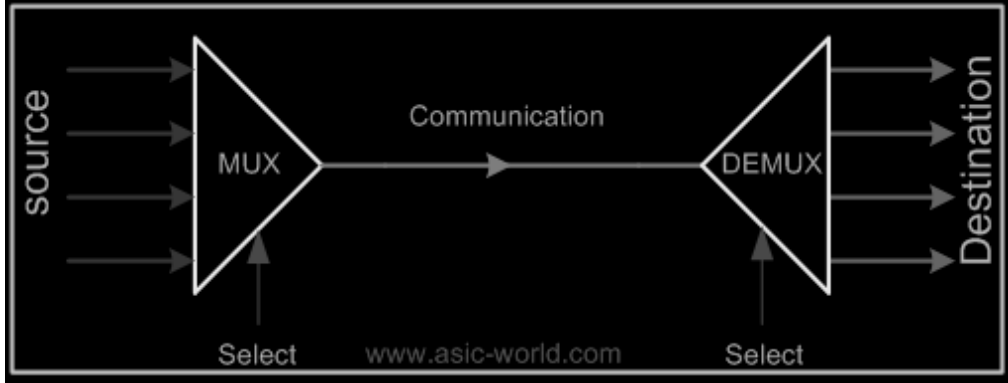 source
MUX
Communication
DEMUX
Destination
Select
www.asic-world.com
Select